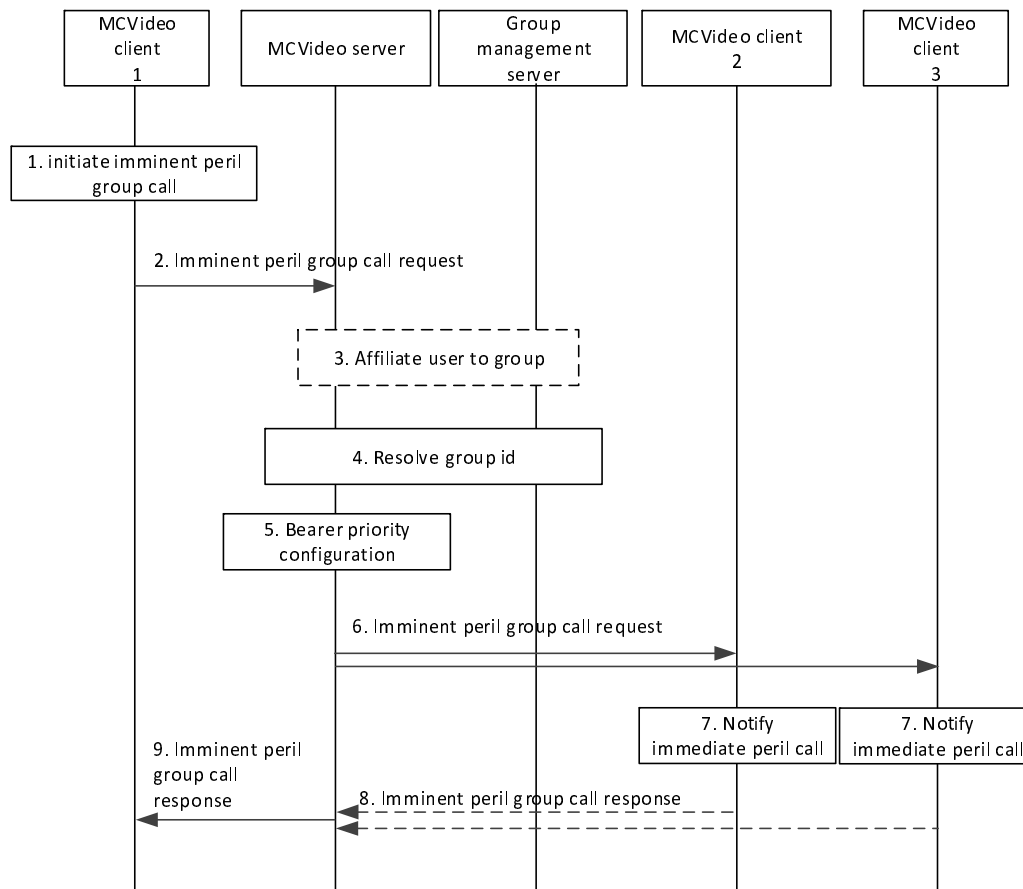 MCVideo
client
1
MCVideo server
Group
management
server
MCVideo client
2
MCVideo
client
3
1. initiate imminent peril
group call
2. Imminent peril group call request
3. Affiliate user to group
4. Resolve group id
5. Bearer priority
configuration
6. Imminent peril group call request
7. Notify
immediate peril call
7. Notify
immediate peril call
9. Imminent peril
group call
response
8. Imminent peril group call response